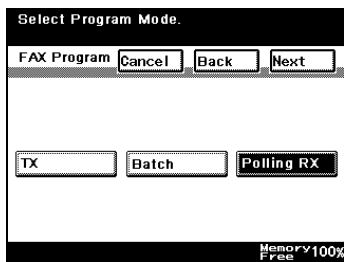 Select Program Mode.
FAX Program Cancel Back Next
TX Batch Polling RX
Memory Free 100%